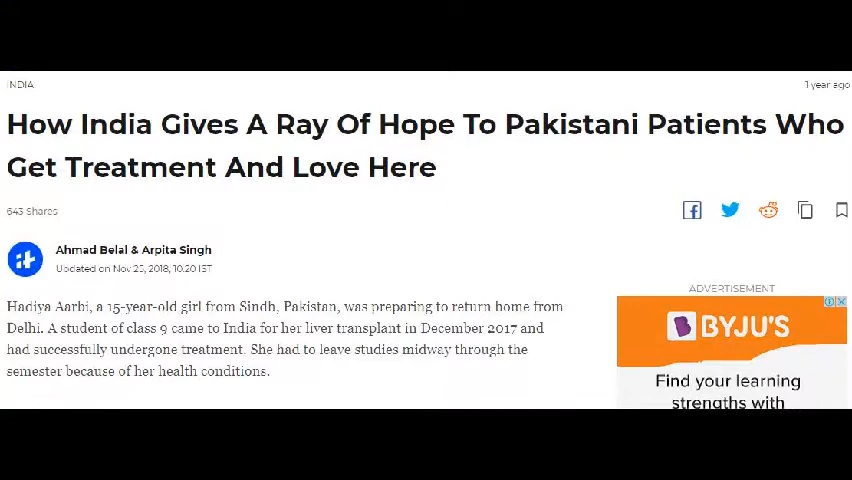 INDIA
1 year ago
How India Gives A Ray Of Hope To Pakistani Patients Who
Get Treatment And Love Here
643 Shares
Ahmad Belal & Arpita Singh
Updated on Nov 25, 2018, 10:20 IST
Hadiya Aarbi, a 15-year-old girl from Sindh, Pakistan, was preparing to return home from
Delhi. A student of class 9 came to India for her liver transplant in December 2017 and
had successfully undergone treatment. She had to leave studies midway through the
semester because of her health conditions.
ADVERTISEMENT
BYJU'S
Find your learning
strengths with